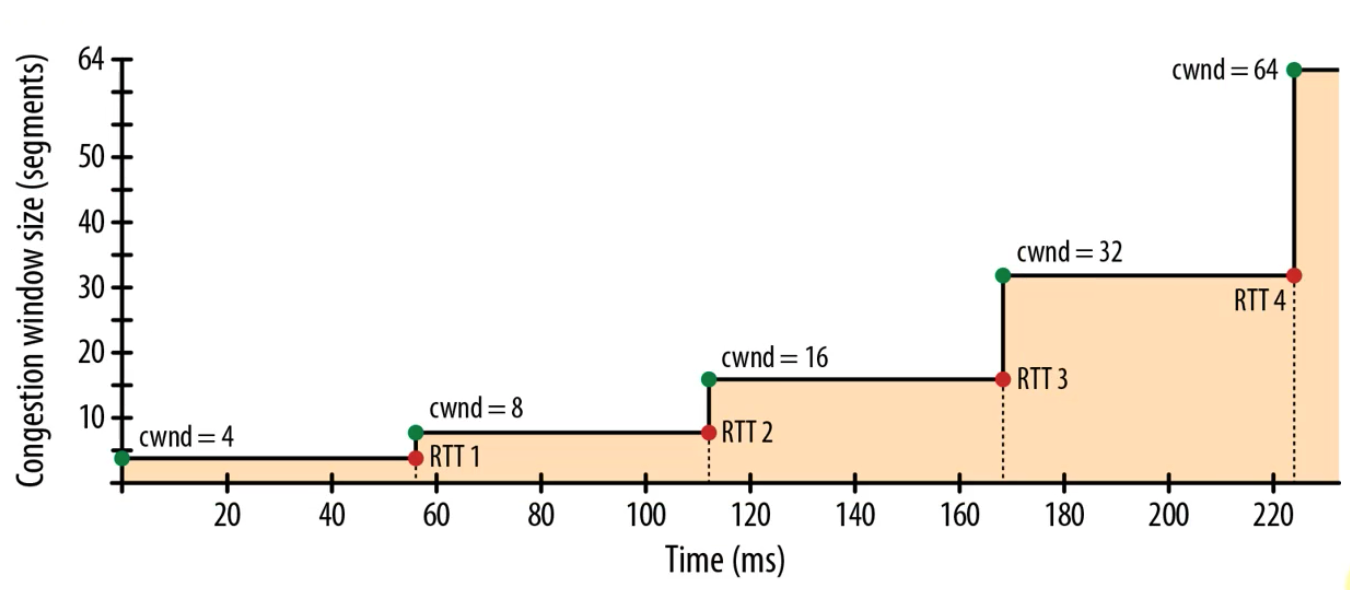 Congestion window size (segments)
64
50
40
30
20
10
cwnd = 4
RTT 1
cwnd = 8
RTT 2
cwnd = 16
RTT 3
cwnd = 32
RTT 4
cwnd = 64
20 40 60 80 100 120 140 160 180 200 220
Time (ms)